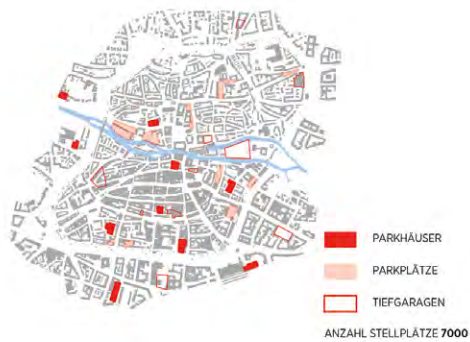 PARKHÄUSER
PARKPLÄTZE
TIEFGARAGEN
ANZAHL STELLPLÄTZE 7000